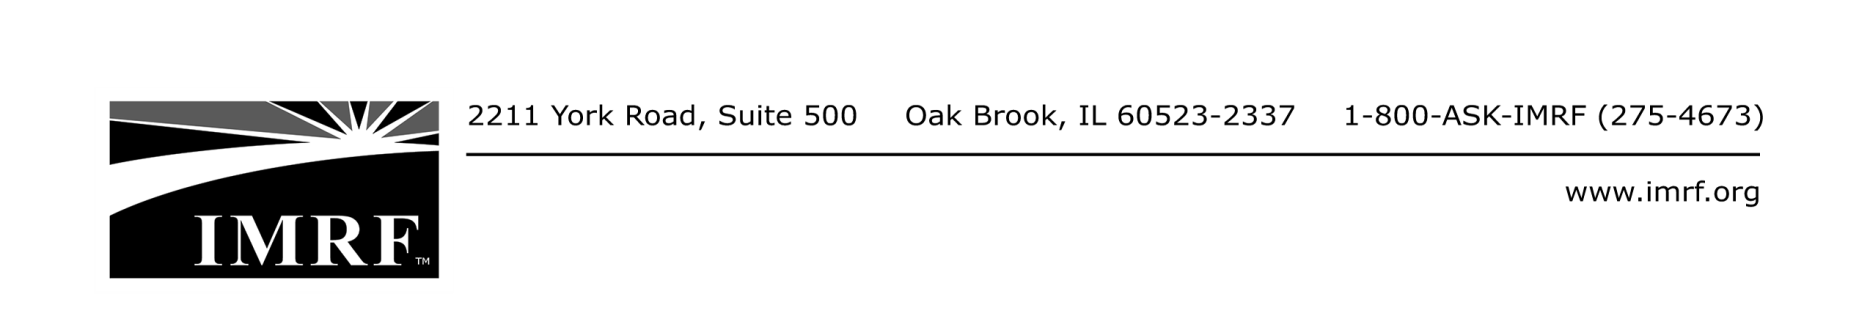 2211 York Road, Suite 500 Oak Brook, IL 60523-2337 1-800-ASK-IMRF (275-4673)
www.imrf.org
IMRF™